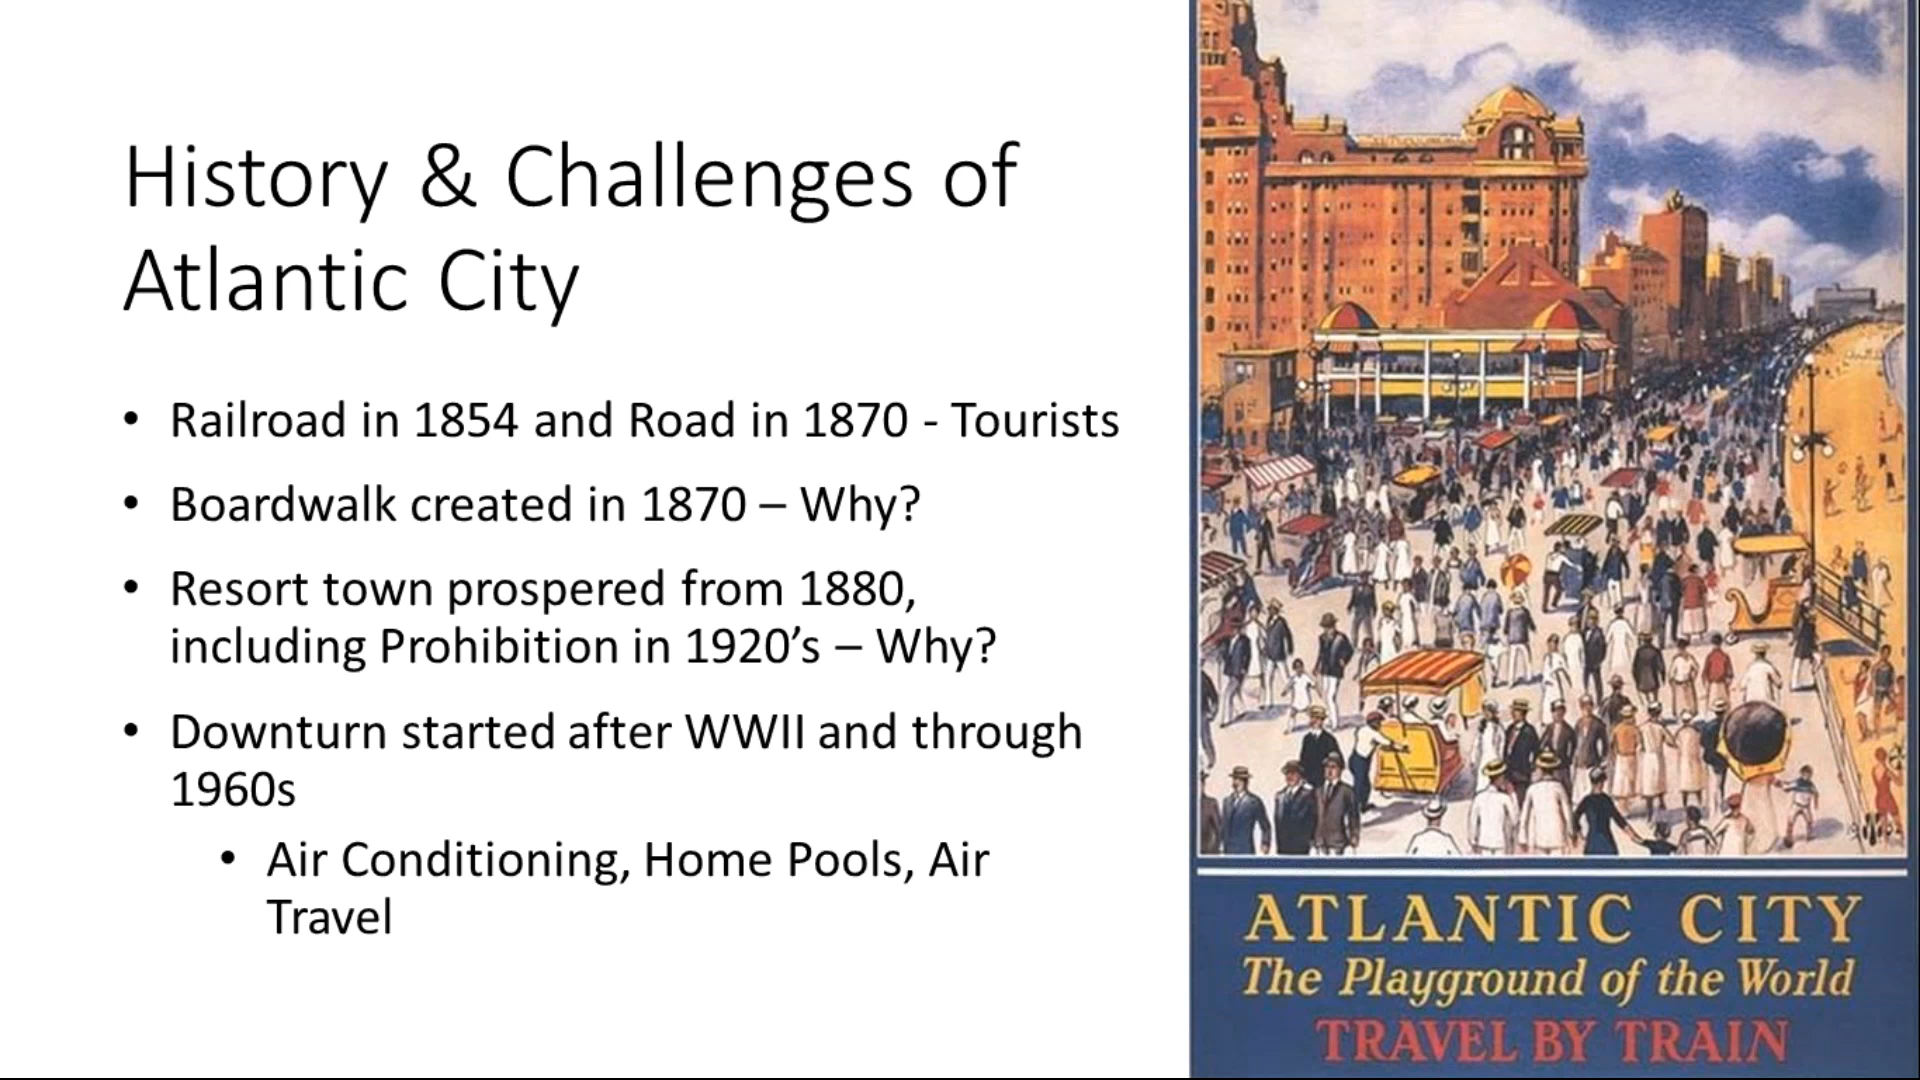 History & Challenges of
Atlantic City
• Railroad in 1854 and Road in 1870 - Tourists
• Boardwalk created in 1870 – Why?
• Resort town prospered from 1880,
including Prohibition in 1920’s – Why?
• Downturn started after WWII and through
1960s
• Air Conditioning, Home Pools, Air
Travel
ATLANTIC CITY
The Playground of the World
TRAVEL BY TRAIN